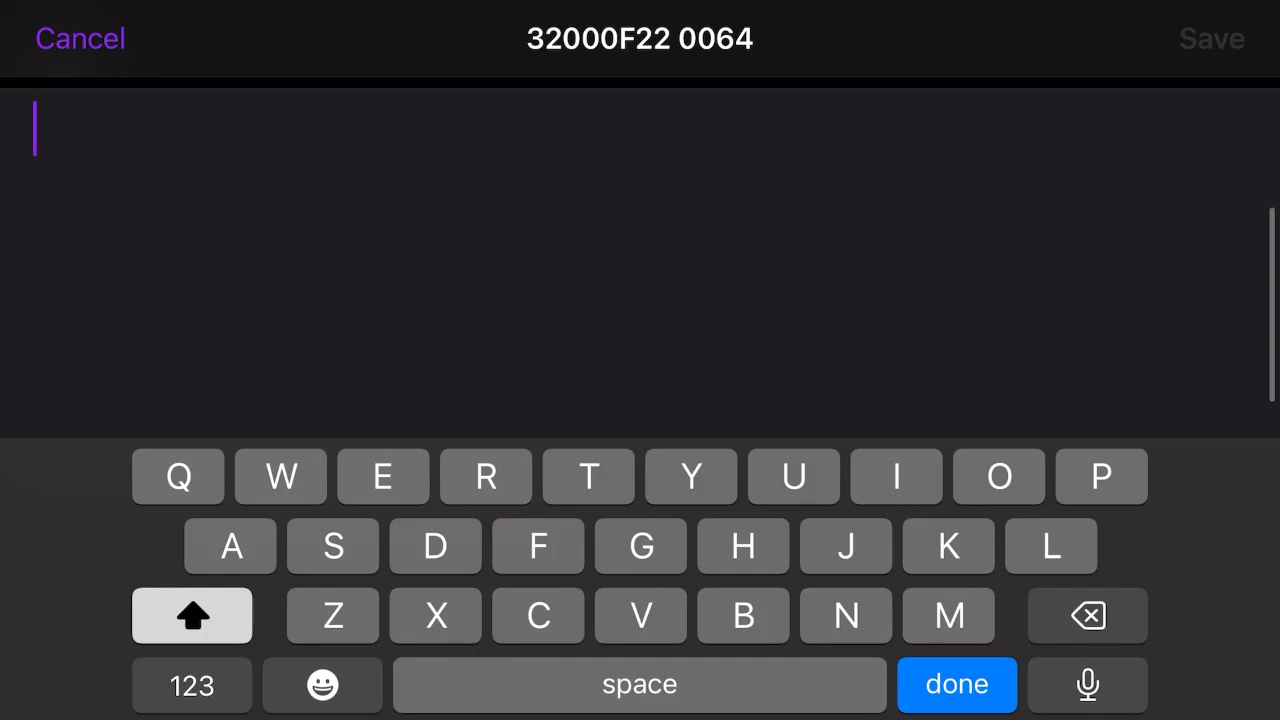 Cancel 32000F22 0064 Save
Q W E R T Y U I O P
A S D F G H J K L
Z X C V B N M
123 space done